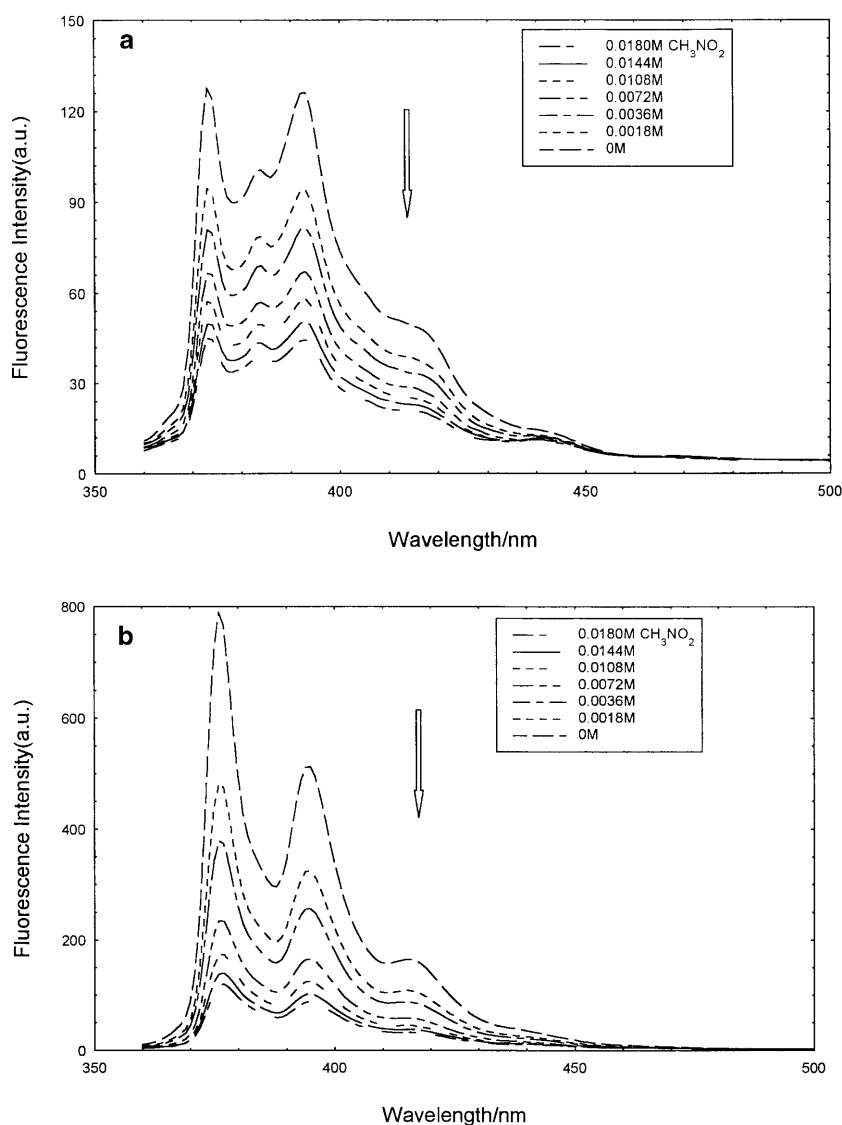 a
150
120
90
60
30
0
Fluorescence Intensity(a.u.)
0.0180M CH₃NO₂
0.0144M
0.0108M
0.0072M
0.0036M
0.0018M
0M
350
400
450
500
Wavelength/nm
b
800
600
400
200
0
Fluorescence Intensity(a.u.)
0.0180M CH₃NO₂
0.0144M
0.0108M
0.0072M
0.0036M
0.0018M
0M
350
400
450
500
Wavelength/nm